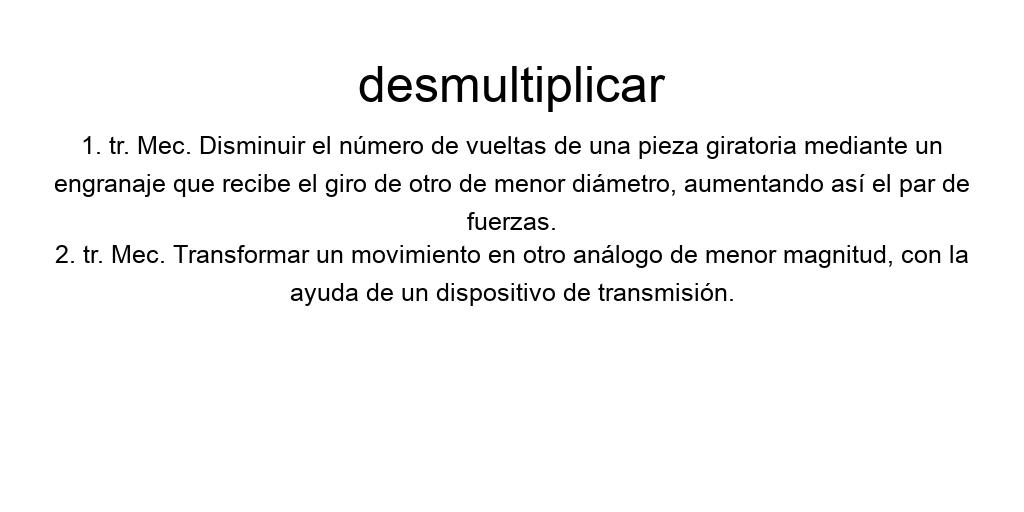 desmultiplicar
1. tr. Mec. Disminuir el número de vueltas de una pieza giratoria mediante un
engranaje que recibe el giro de otro de menor diámetro, aumentando así el par de
fuerzas.
2. tr. Mec. Transformar un movimiento en otro análogo de menor magnitud, con la
ayuda de un dispositivo de transmisión.